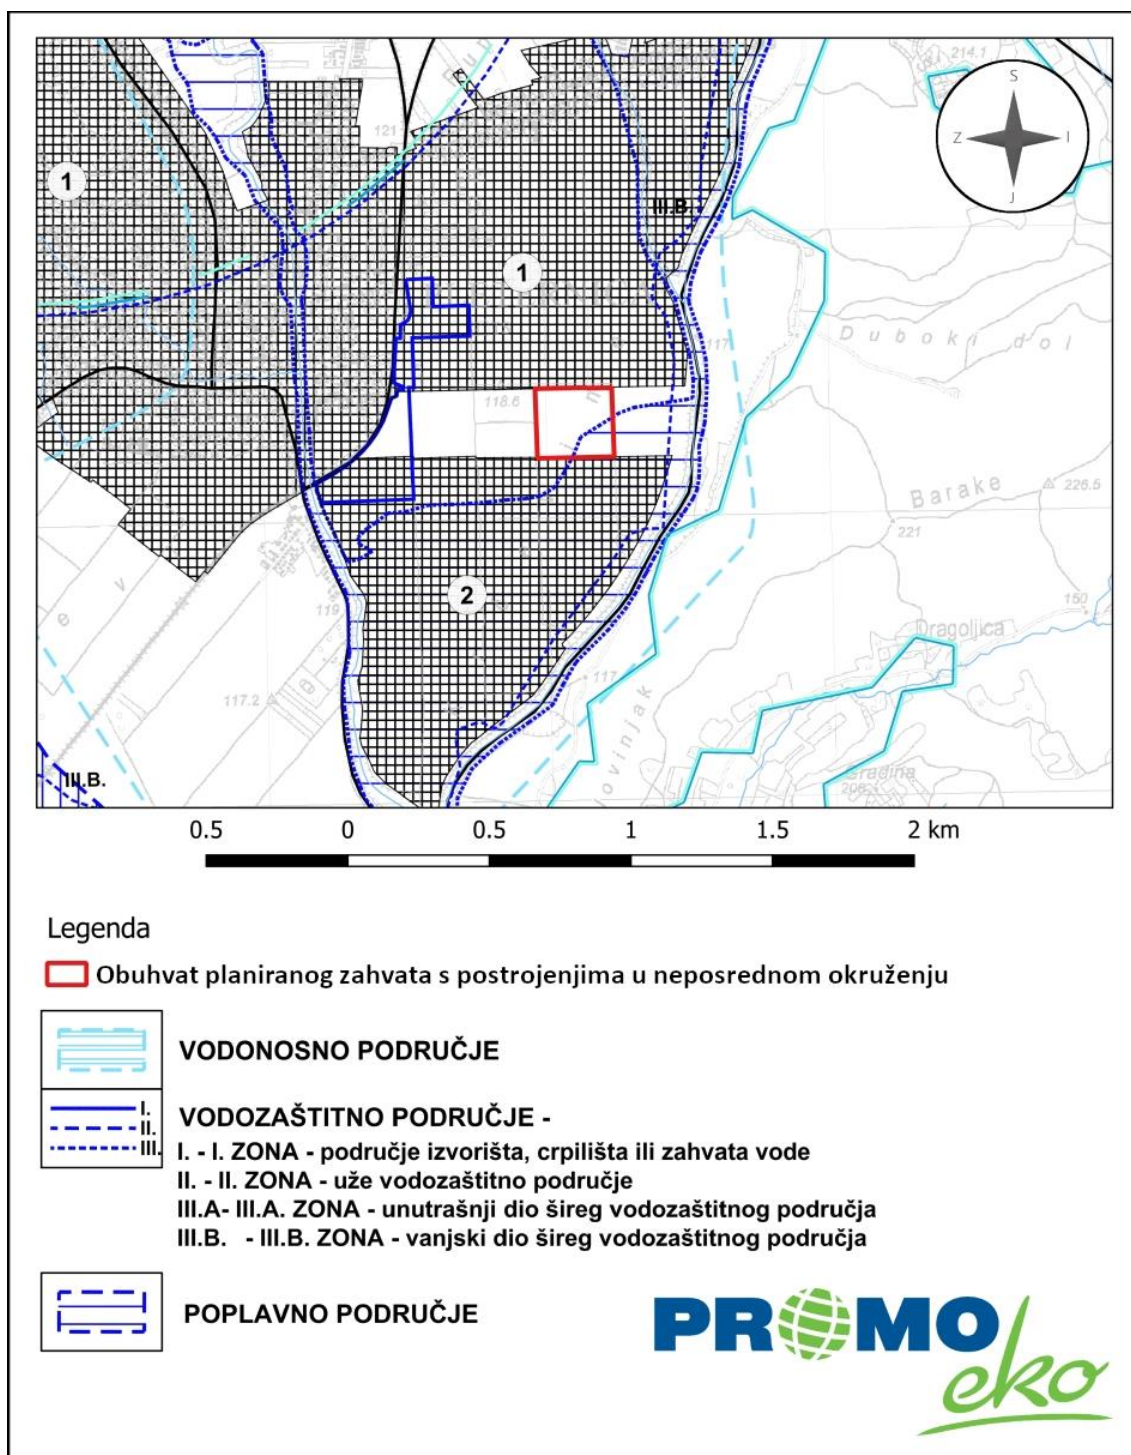 214.1
S
Z
I
J
121
1
III.B
1
117
Duboki dol
118.6
Barake
226.5
221
e v
2
119
150
Dragoljica
117
117.2
lovinjak
III.B.
Gradina
0.5 0 0.5 1 1.5 2 km
Legenda
Obuhvat planiranog zahvata s postrojenjima u neposrednom okruženju
VODONOSNO PODRUČJE
I.
II.
III.
VODOZAŠTITNO PODRUČJE -
I. - I. ZONA - područje izvorišta, crpilišta ili zahvata vode
II. - II. ZONA - uže vodozaštitno područje
III.A- III.A. ZONA - unutrašnji dio šireg vodozaštitnog područja
III.B. - III.B. ZONA - vanjski dio šireg vodozaštitnog područja
POPLAVNO PODRUČJE
PROMO
eko